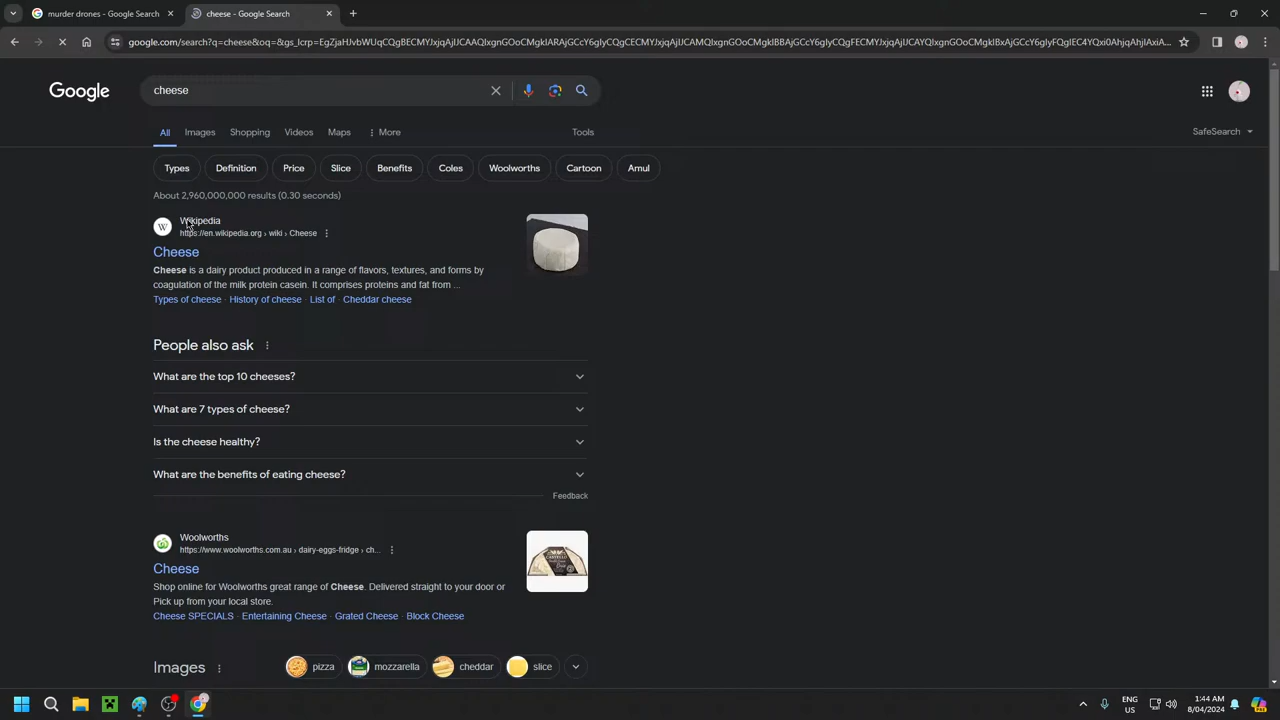 murder drones - Google Search
cheese - Google Search
google.com/search?q=cheese&oq=&gs_lcrp=EgZjaHJvbWUqCQgBECMYJxjqAjIJCAAQIxgnGOoCMgkIARAjGCcY6gIyCQgCECMYJxjqAjIJCAMQIxgnGOoCMgkIBBAjGCcY6gIyCQgFECMYJxjqAjIJCAYQIxgnGOoCMgkIBxAjGCcY6gIyFQgIEC4YQxi0AhjqAhjIAxiA...
Google
cheese
All Images Shopping Videos Maps More Tools SafeSearch
Types Definition Price Slice Benefits Coles Woolworths Cartoon Amul
About 2,960,000,000 results (0.30 seconds)
W
Wikipedia
https://en.wikipedia.org › wiki › Cheese
Cheese
Cheese is a dairy product produced in a range of flavors, textures, and forms by
coagulation of the milk protein casein. It comprises proteins and fat from ...
Types of cheese · History of cheese · List of · Cheddar cheese
People also ask
What are the top 10 cheeses?
What are 7 types of cheese?
Is the cheese healthy?
What are the benefits of eating cheese?
Feedback
Woolworths
https://www.woolworths.com.au › dairy-eggs-fridge › ch...
Cheese
Shop online for Woolworths great range of Cheese. Delivered straight to your door or
Pick up from your local store.
Cheese SPECIALS · Entertaining Cheese · Grated Cheese · Block Cheese
Images pizza mozzarella cheddar slice
ENG
US
1:44 AM
8/04/2024